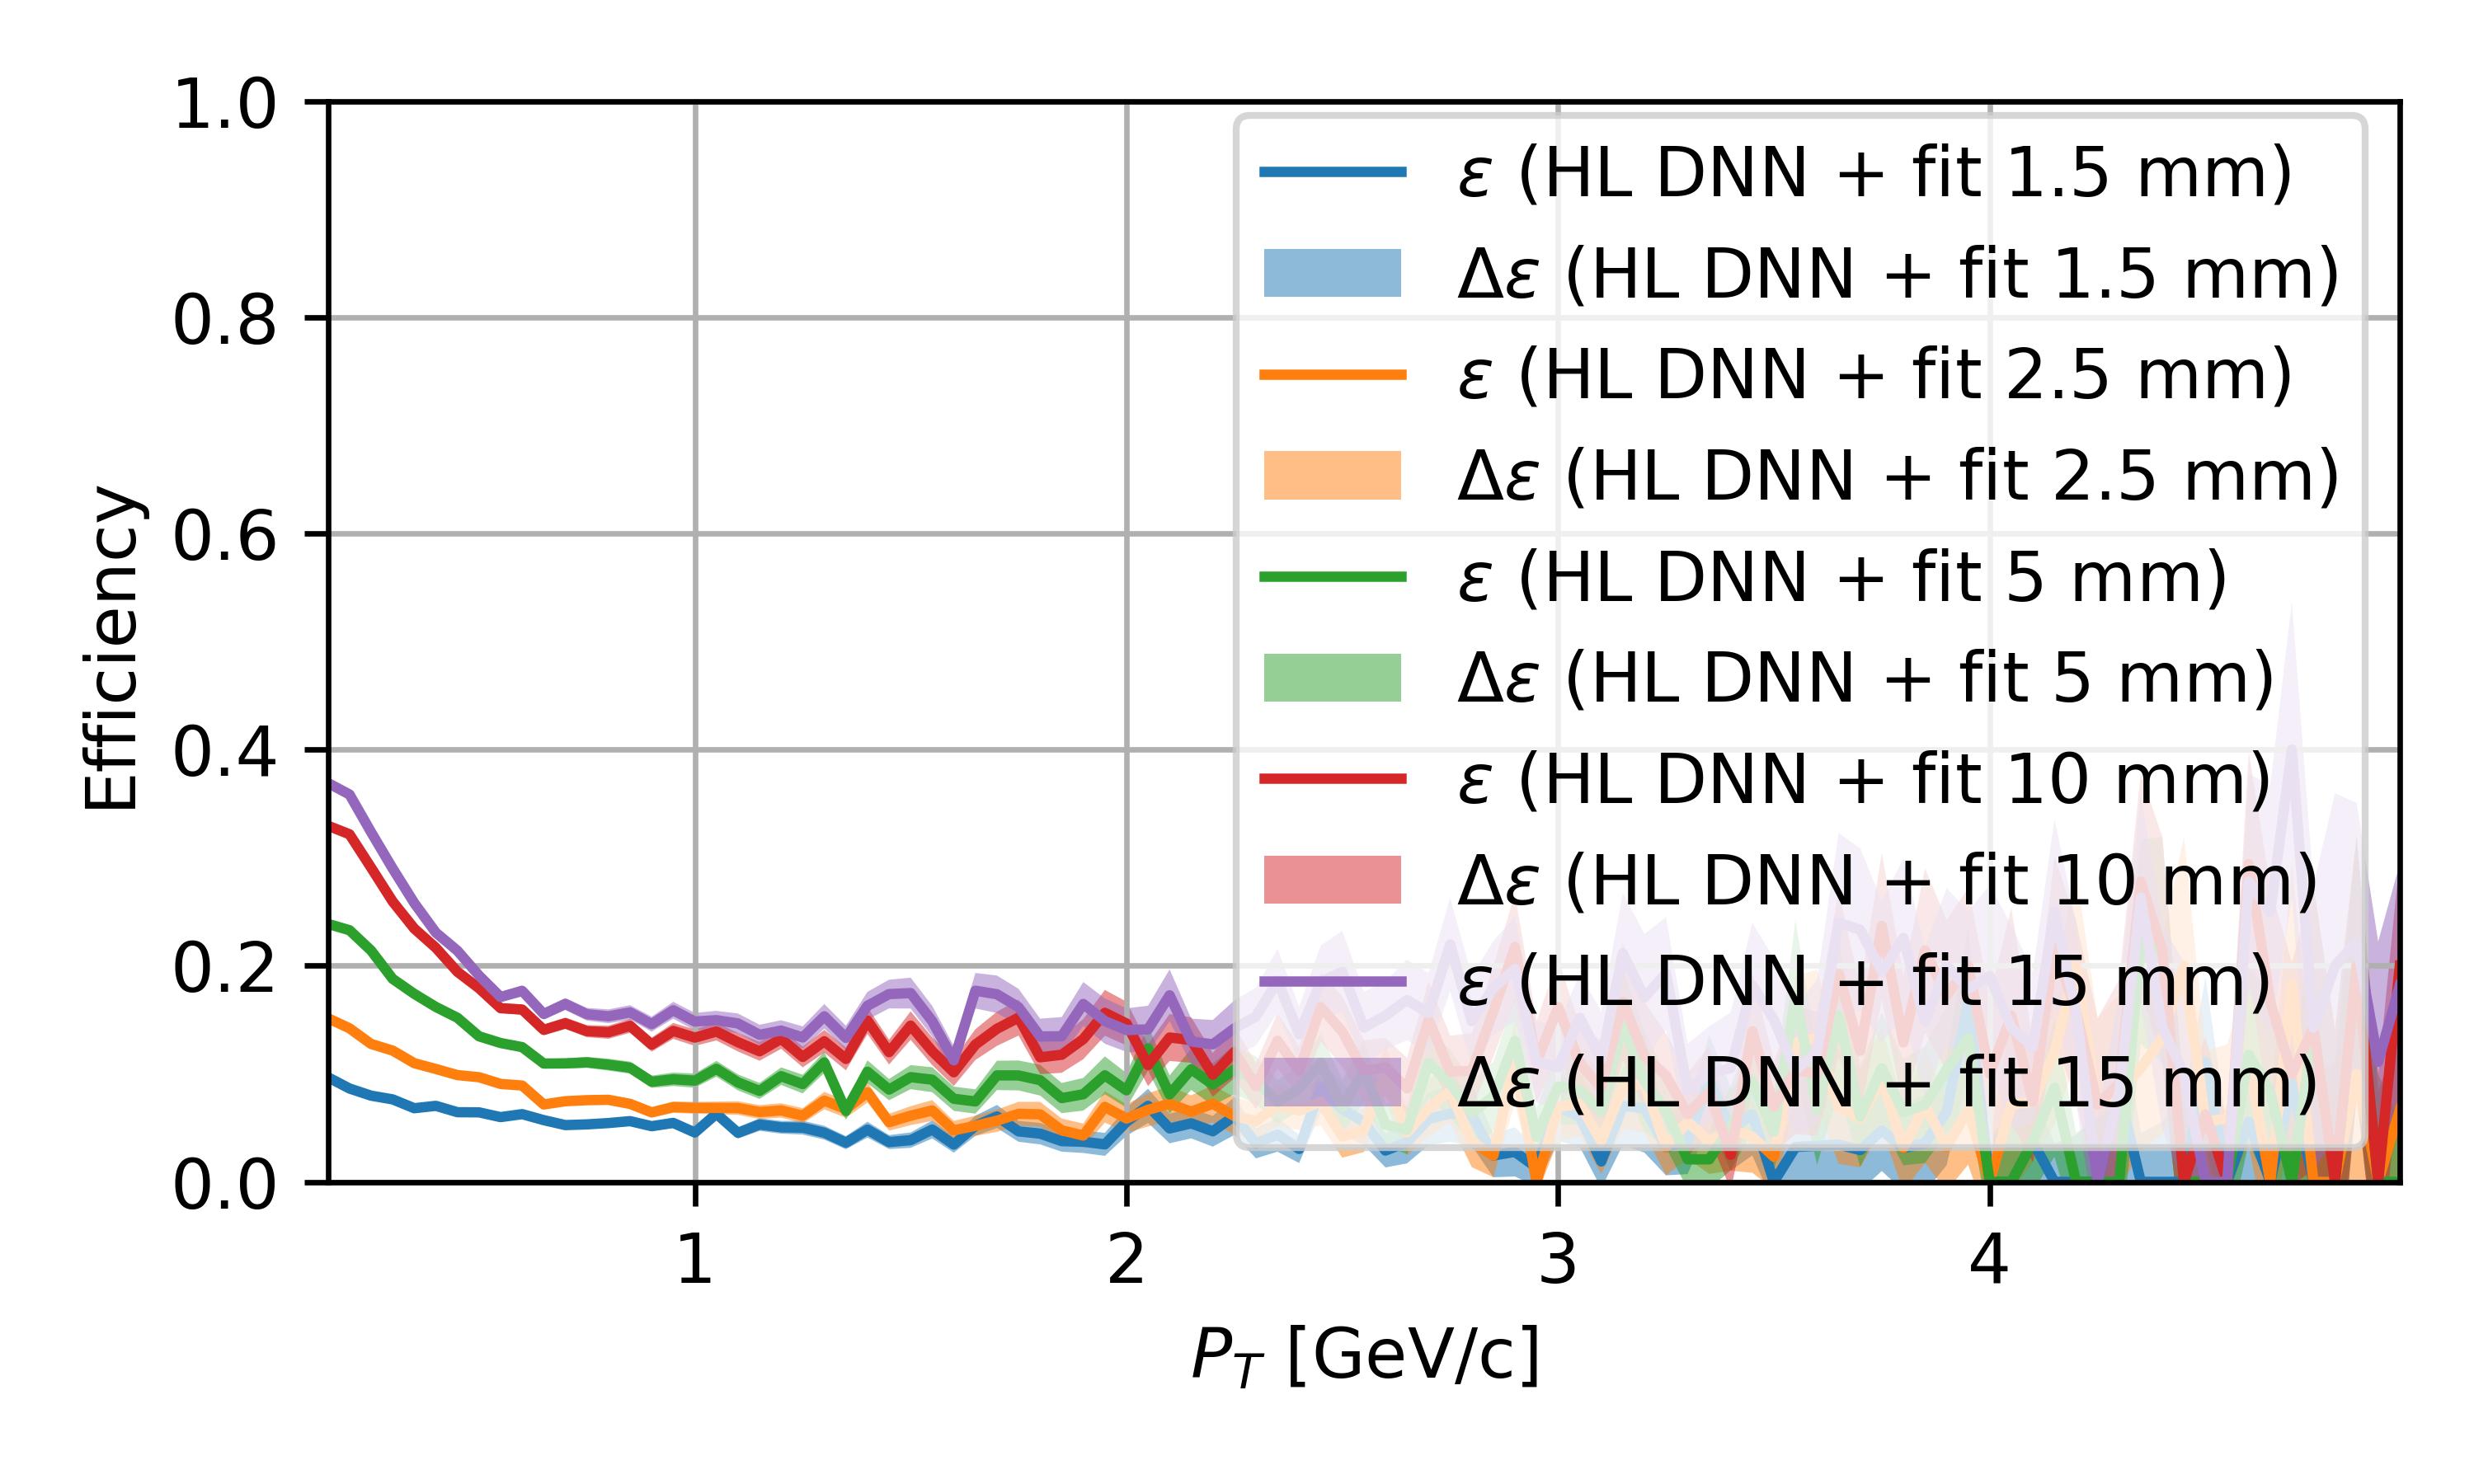 1.0
0.8
0.6
0.4
0.2
0.0
Efficiency
ε (HL DNN + fit 1.5 mm)
Δε (HL DNN + fit 1.5 mm)
ε (HL DNN + fit 2.5 mm)
Δε (HL DNN + fit 2.5 mm)
ε (HL DNN + fit 5 mm)
Δε (HL DNN + fit 5 mm)
ε (HL DNN + fit 10 mm)
Δε (HL DNN + fit 10 mm)
ε (HL DNN + fit 15 mm)
Δε (HL DNN + fit 15 mm)
1 2 3 4
P_T [GeV/c]